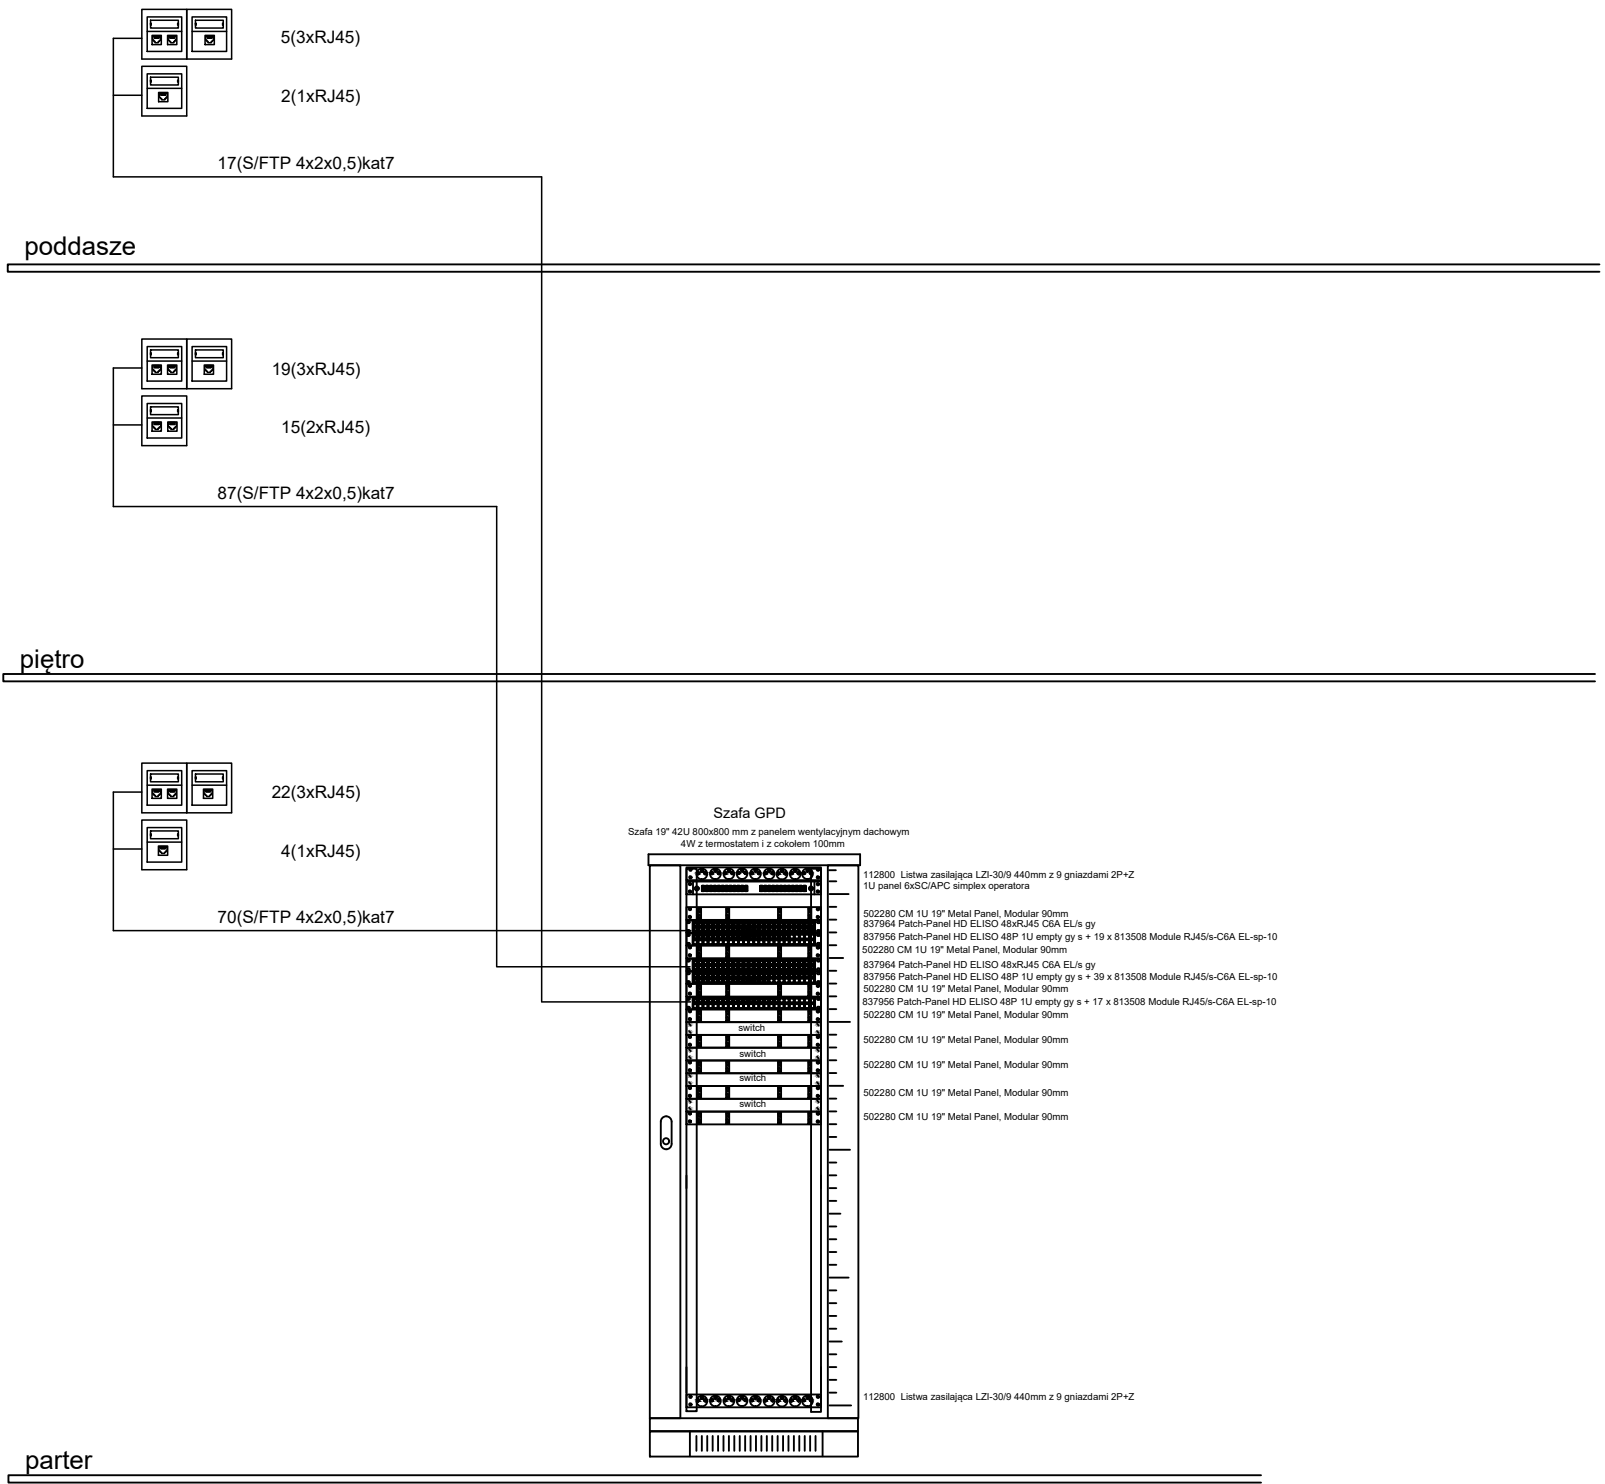 5(3xRJ45)
2(1xRJ45)
17(S/FTP 4x2x0,5)kat7
poddasze
19(3xRJ45)
15(2xRJ45)
87(S/FTP 4x2x0,5)kat7
piętro
22(3xRJ45)
4(1xRJ45)
70(S/FTP 4x2x0,5)kat7
Szafa GPD
Szafa 19" 42U 800x800 mm z panelem wentylacyjnym dachowym
4W z termostatem i z cokołem 100mm
112800 Listwa zasilająca LZI-30/9 440mm z 9 gniazdami 2P+Z
1U panel 6xSC/APC simplex operatora
502280 CM 1U 19" Metal Panel, Modular 90mm
837964 Patch-Panel HD ELISO 48xRJ45 C6A EL/s gy
837956 Patch-Panel HD ELISO 48P 1U empty gy s + 19 x 813508 Module RJ45/s-C6A EL-sp-10
502280 CM 1U 19" Metal Panel, Modular 90mm
837964 Patch-Panel HD ELISO 48xRJ45 C6A EL/s gy
837956 Patch-Panel HD ELISO 48P 1U empty gy s + 39 x 813508 Module RJ45/s-C6A EL-sp-10
502280 CM 1U 19" Metal Panel, Modular 90mm
837956 Patch-Panel HD ELISO 48P 1U empty gy s + 17 x 813508 Module RJ45/s-C6A EL-sp-10
502280 CM 1U 19" Metal Panel, Modular 90mm
switch
502280 CM 1U 19" Metal Panel, Modular 90mm
switch
502280 CM 1U 19" Metal Panel, Modular 90mm
switch
502280 CM 1U 19" Metal Panel, Modular 90mm
switch
502280 CM 1U 19" Metal Panel, Modular 90mm
112800 Listwa zasilająca LZI-30/9 440mm z 9 gniazdami 2P+Z
parter